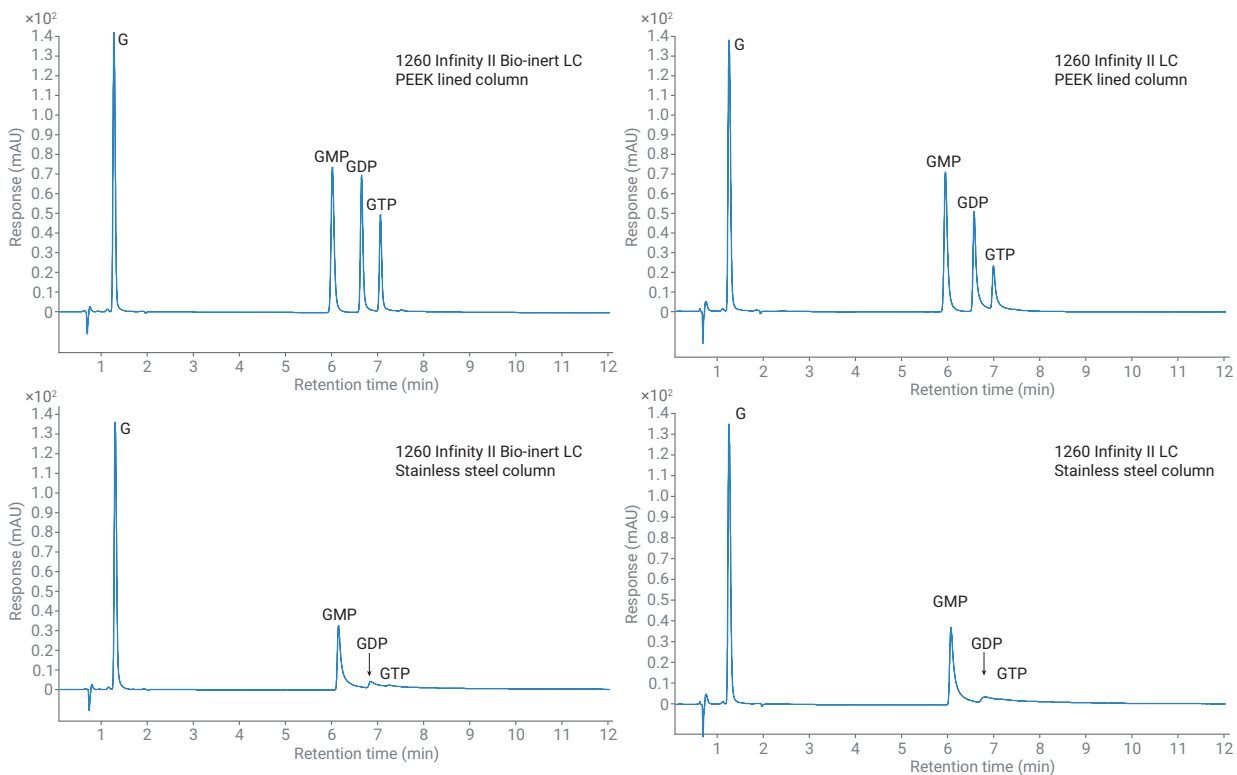 ×10²
1.4
1.3
1.2
1.1
1.0
0.9
0.8
0.7
0.6
0.5
0.4
0.3
0.2
0.1
0
Response (mAU)
G
1260 Infinity II Bio-inert LC
PEEK lined column
GMP
GDP
GTP
1 2 3 4 5 6 7 8 9 10 11 12
Retention time (min)
×10²
1.4
1.3
1.2
1.1
1.0
0.9
0.8
0.7
0.6
0.5
0.4
0.3
0.2
0.1
0
Response (mAU)
G
1260 Infinity II LC
PEEK lined column
GMP
GDP
GTP
1 2 3 4 5 6 7 8 9 10 11 12
Retention time (min)
×10²
1.4
1.3
1.2
1.1
1.0
0.9
0.8
0.7
0.6
0.5
0.4
0.3
0.2
0.1
0
Response (mAU)
G
1260 Infinity II Bio-inert LC
Stainless steel column
GMP
GDP
GTP
1 2 3 4 5 6 7 8 9 10 11 12
Retention time (min)
×10²
1.4
1.3
1.2
1.1
1.0
0.9
0.8
0.7
0.6
0.5
0.4
0.3
0.2
0.1
0
Response (mAU)
G
1260 Infinity II LC
Stainless steel column
GMP
GDP
GTP
1 2 3 4 5 6 7 8 9 10 11 12
Retention time (min)